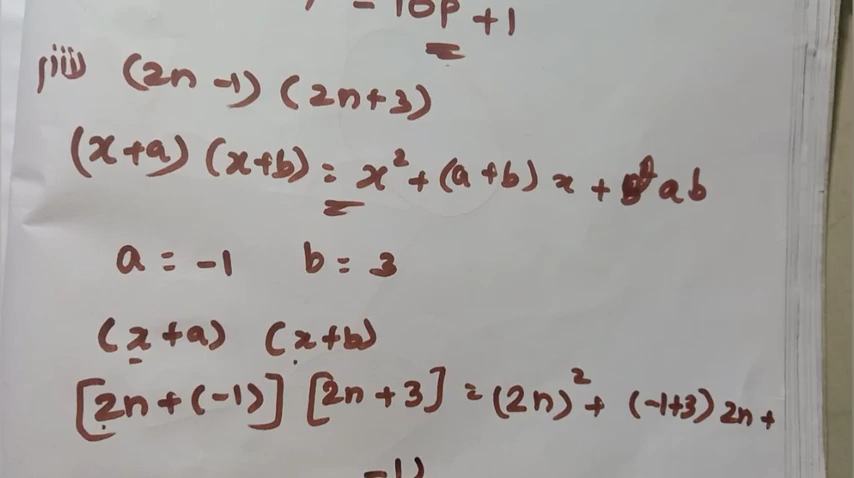 = 10p + 1
iii) (2n -1) (2n+3)
(x+a) (x+b) = x² + (a+b) x + ab
a = -1 b = 3
(x+a) (x+b)
[2n + (-1)] [2n + 3] = (2n)² + (-1+3) 2n +
-1)